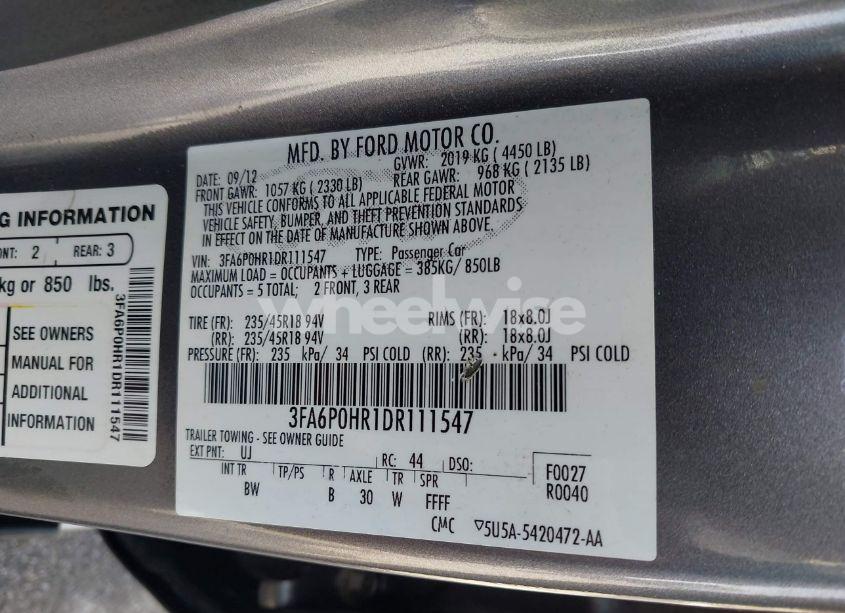 G INFORMATION
NT: 2 REAR: 3
kg or 850 lbs.
SEE OWNERS
MANUAL FOR
ADDITIONAL
INFORMATION
3FA6P0HR1DR111547
MFD. BY FORD MOTOR CO.
DATE: 09/12 GVWR: 2019 KG ( 4450 LB)
FRONT GAWR: 1057 KG ( 2330 LB) REAR GAWR: 968 KG ( 2135 LB)
THIS VEHICLE CONFORMS TO ALL APPLICABLE FEDERAL MOTOR
VEHICLE SAFETY, BUMPER, AND THEFT PREVENTION STANDARDS
IN EFFECT ON THE DATE OF MANUFACTURE SHOWN ABOVE.
VIN: 3FA6P0HR1DR111547 TYPE: Passenger Car
MAXIMUM LOAD = OCCUPANTS + LUGGAGE = 385KG/ 850LB
OCCUPANTS = 5 TOTAL; 2 FRONT, 3 REAR
wheelwise
TIRE (FR): 235/45R18 94V RIMS (FR): 18x8.0J
(RR): 235/45R18 94V (RR): 18x8.0J
PRESSURE (FR): 235 kPa/ 34 PSI COLD (RR): 235 kPa/ 34 PSI COLD
3FA6P0HR1DR111547
TRAILER TOWING - SEE OWNER GUIDE
EXT PNT: UJ RC: 44 DSO: F0027
INT TR TP/PS R AXLE TR SPR R0040
BW B 30 W FFFF
CMC ▽5U5A-5420472-AA